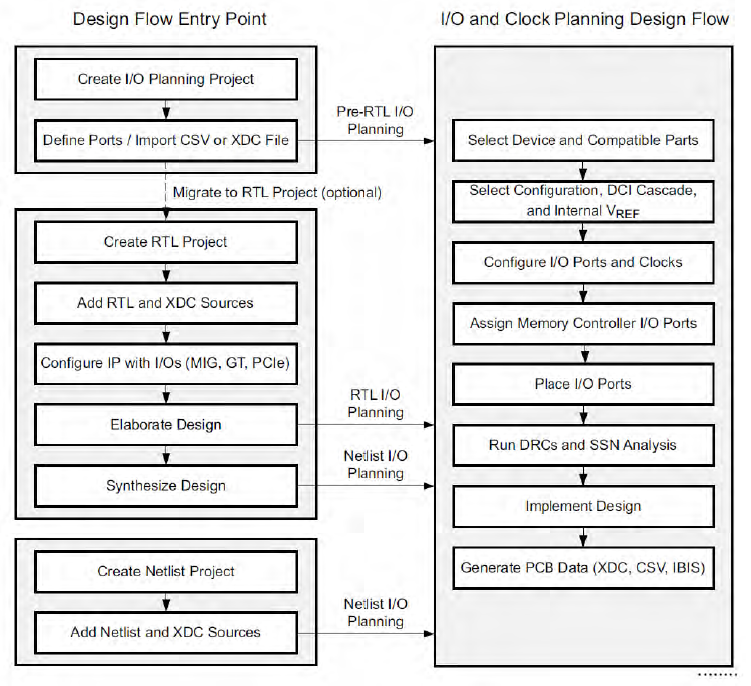 Design Flow Entry Point
I/O and Clock Planning Design Flow
Create I/O Planning Project
Define Ports / Import CSV or XDC File
Pre-RTL I/O
Planning
Migrate to RTL Project (optional)
Create RTL Project
Add RTL and XDC Sources
Configure IP with I/Os (MIG, GT, PCIe)
Elaborate Design
RTL I/O
Planning
Synthesize Design
Netlist I/O
Planning
Create Netlist Project
Add Netlist and XDC Sources
Netlist I/O
Planning
Select Device and Compatible Parts
Select Configuration, DCI Cascade,
and Internal VREF
Configure I/O Ports and Clocks
Assign Memory Controller I/O Ports
Place I/O Ports
Run DRCs and SSN Analysis
Implement Design
Generate PCB Data (XDC, CSV, IBIS)